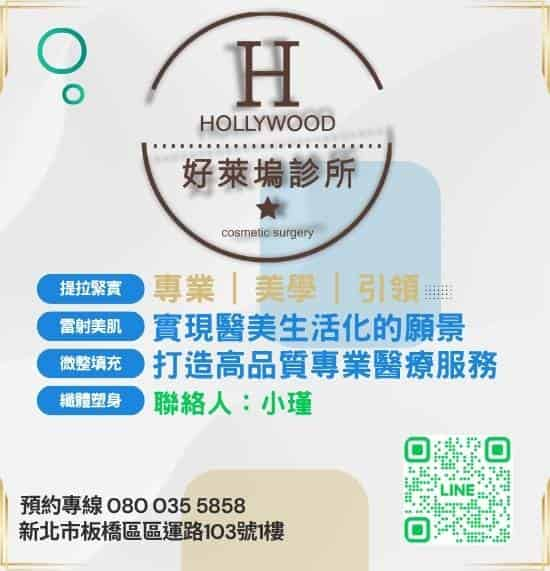 H
HOLLYWOOD
好萊塢診所
cosmetic surgery
提拉緊實
專業 | 美學 | 引領
雷射美肌
實現醫美生活化的願景
微整填充
打造高品質專業醫療服務
纖體塑身
聯絡人：小瑾
LINE
預約專線 080 035 5858
新北市板橋區區運路103號1樓